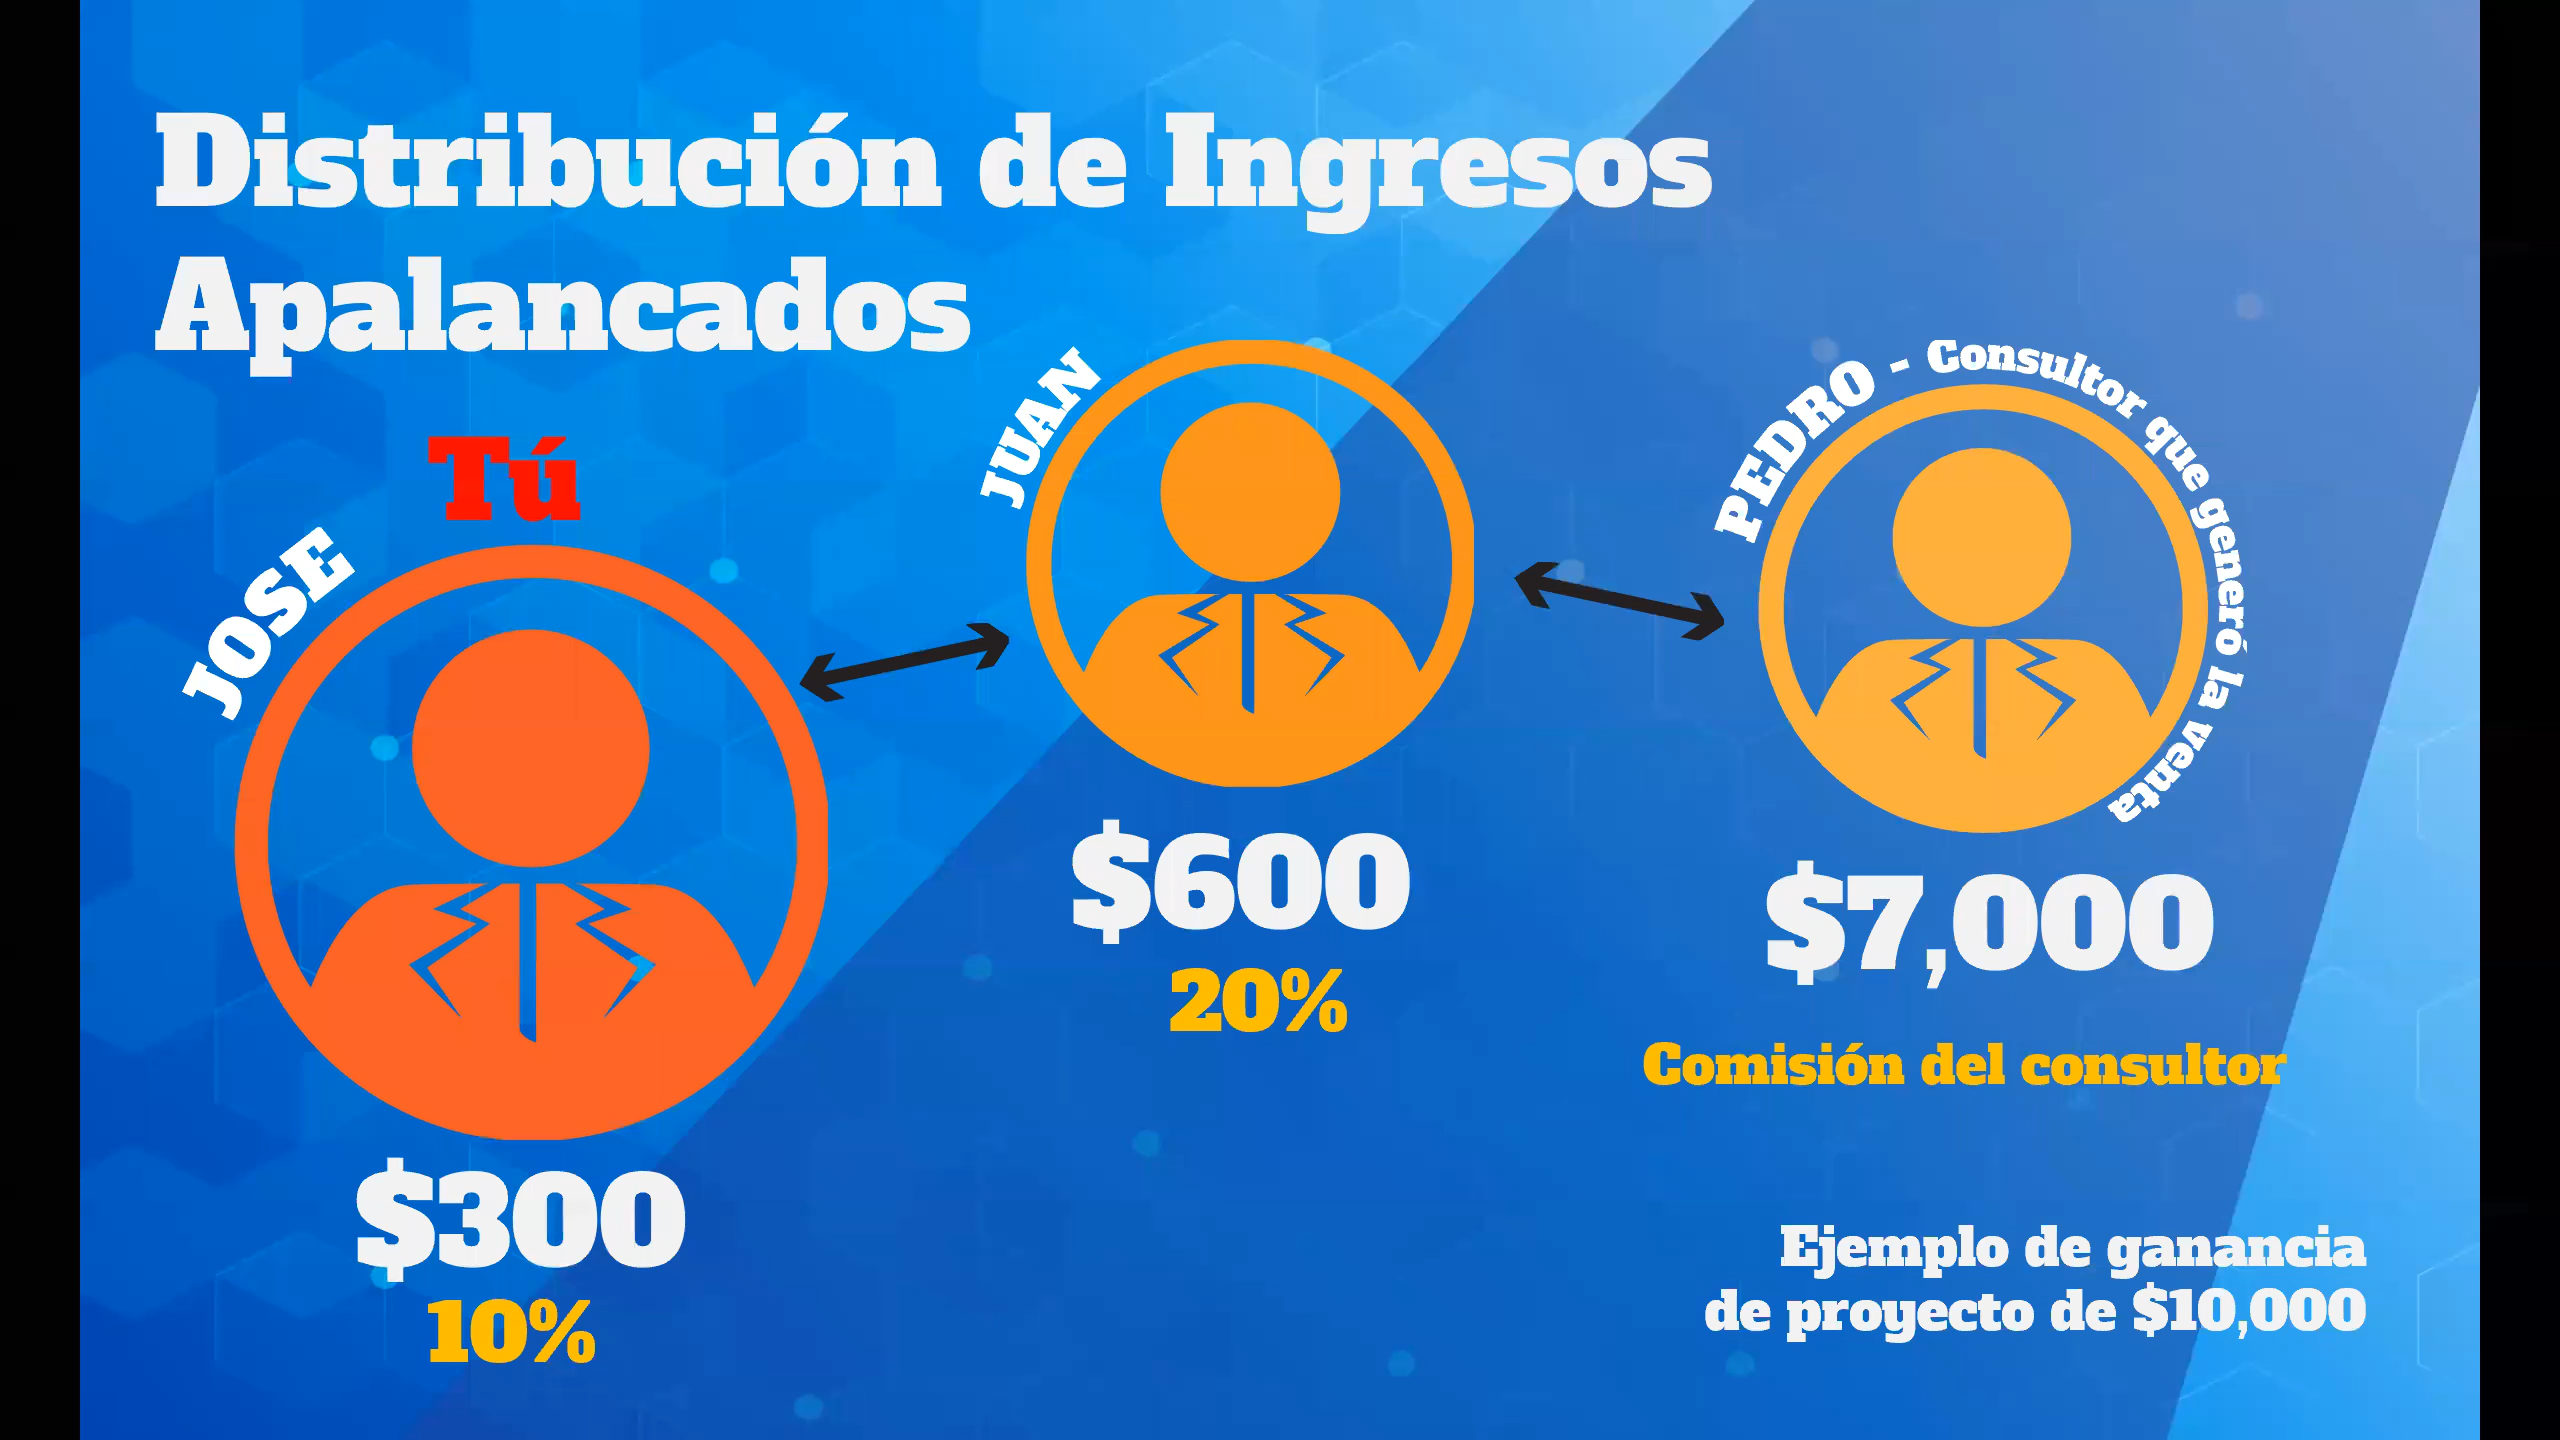 Distribución de Ingresos
Apalancados
Tú
JOSE
$300
10%
JUAN
$600
20%
PEDRO - Consultor que generó la venta
$7,000
Comisión del consultor
Ejemplo de ganancia
de proyecto de $10,000